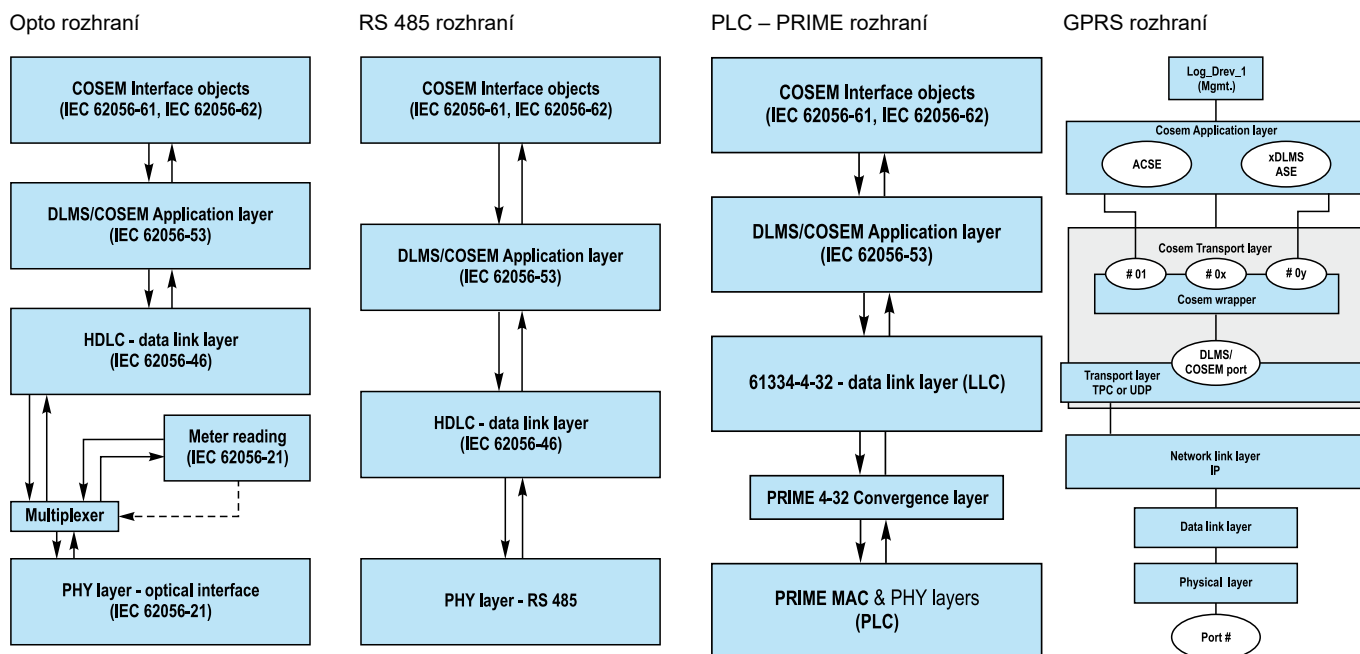 Opto rozhraní
COSEM Interface objects
(IEC 62056-61, IEC 62056-62)
DLMS/COSEM Application layer
(IEC 62056-53)
HDLC - data link layer
(IEC 62056-46)
Meter reading
(IEC 62056-21)
Multiplexer
PHY layer - optical interface
(IEC 62056-21)
RS 485 rozhraní
COSEM Interface objects
(IEC 62056-61, IEC 62056-62)
DLMS/COSEM Application layer
(IEC 62056-53)
HDLC - data link layer
(IEC 62056-46)
PHY layer - RS 485
PLC – PRIME rozhraní
COSEM Interface objects
(IEC 62056-61, IEC 62056-62)
DLMS/COSEM Application layer
(IEC 62056-53)
61334-4-32 - data link layer (LLC)
PRIME 4-32 Convergence layer
PRIME MAC & PHY layers
(PLC)
GPRS rozhraní
Log_Drev_1
(Mgmt.)
Cosem Application layer
ACSE
xDLMS
ASE
Cosem Transport layer
# 01
# 0x
# 0y
Cosem wrapper
DLMS/
COSEM port
Transport layer
TPC or UDP
Network link layer
IP
Data link layer
Physical layer
Port #